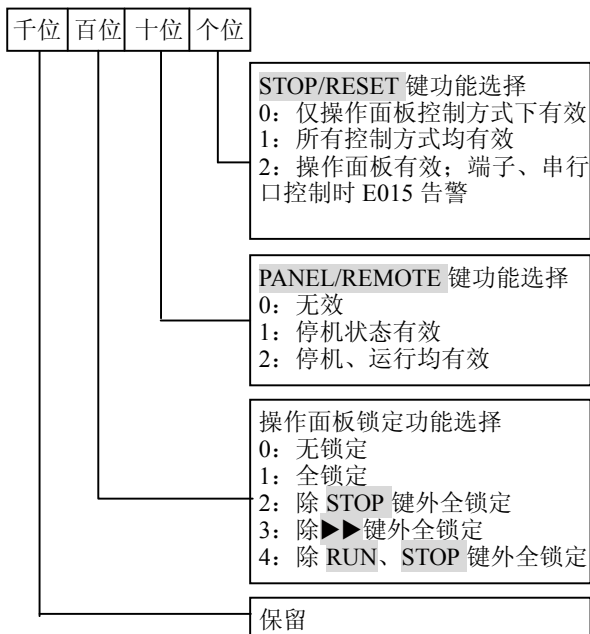 千位 百位 十位 个位
STOP/RESET 键功能选择
0：仅操作面板控制方式下有效
1：所有控制方式均有效
2：操作面板有效；端子、串行
口控制时 E015 告警
PANEL/REMOTE 键功能选择
0：无效
1：停机状态有效
2：停机、运行均有效
操作面板锁定功能选择
0：无锁定
1：全锁定
2：除 STOP 键外全锁定
3：除▶▶键外全锁定
4：除 RUN、STOP 键外全锁定
保留